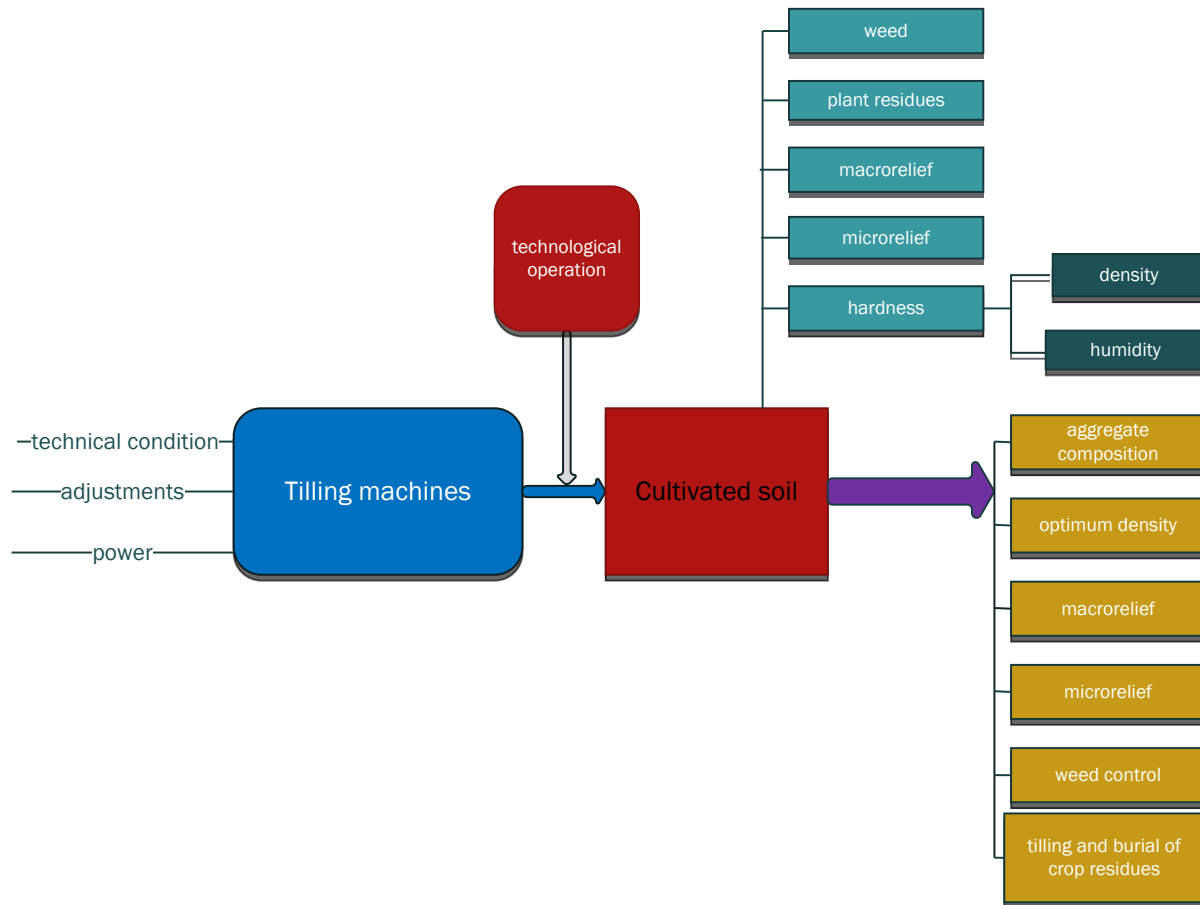 weed
plant residues
macrorelief
microrelief
hardness
density
humidity
technological
operation
technical condition
adjustments
power
Tilling machines
Cultivated soil
aggregate
composition
optimum density
macrorelief
microrelief
weed control
tilling and burial of
crop residues